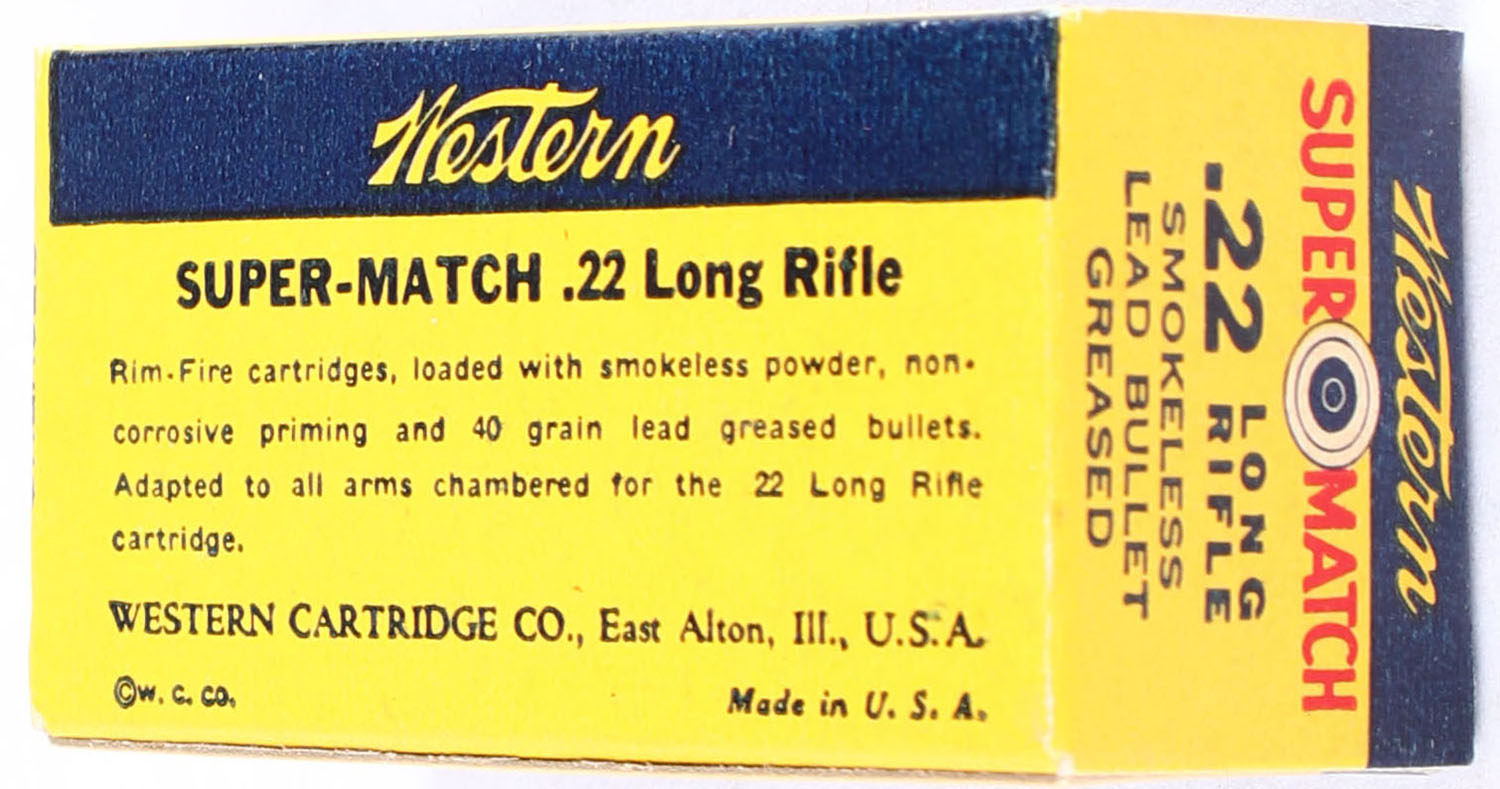 Western
SUPER-MATCH .22 Long Rifle
Rim-Fire cartridges, loaded with smokeless powder, non-
corrosive priming and 40 grain lead greased bullets.
Adapted to all arms chambered for the 22 Long Rifle
cartridge.
WESTERN CARTRIDGE CO., East Alton, Ill., U.S.A.
©W. C. CO.
Made in U. S. A.
Western
SUPER MATCH
.22 LONG
RIFLE
SMOKELESS
LEAD BULLET
GREASED